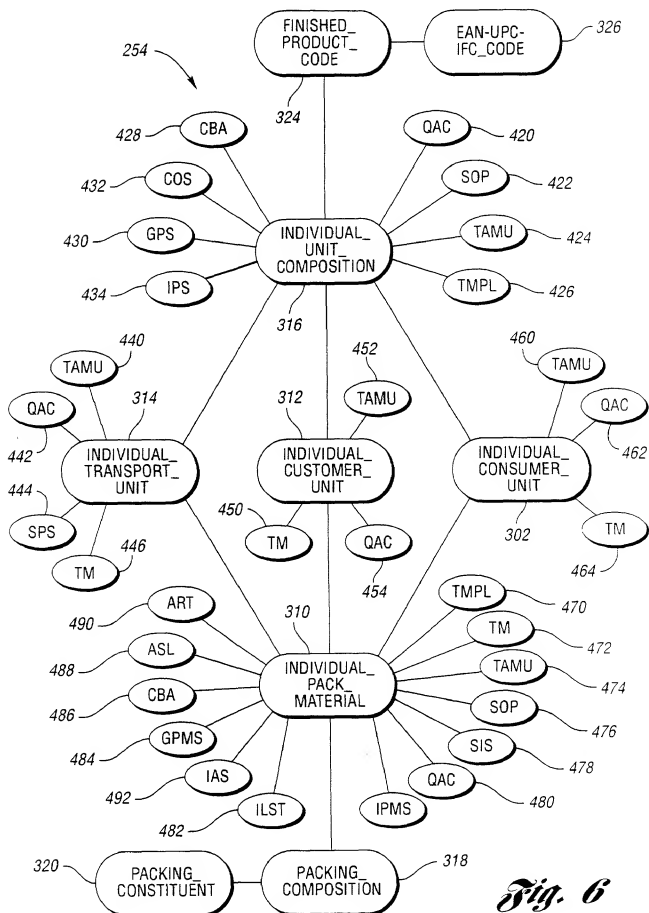 FINISHED_
PRODUCT_
CODE
EAN-UPC-
IFC_CODE
326
254
324
428
CBA
QAC
420
432
COS
SOP
422
430
GPS
INDIVIDUAL_
UNIT_
COMPOSITION
TAMU
424
434
IPS
TMPL
426
316
440
TAMU
314
QAC
442
INDIVIDUAL_
TRANSPORT_
UNIT
444
SPS
446
TM
452
312
TAMU
INDIVIDUAL_
CUSTOMER_
UNIT
450
TM
QAC
454
460
TAMU
QAC
462
INDIVIDUAL_
CONSUMER_
UNIT
302
TM
464
490
ART
310
TMPL
470
488
ASL
TM
472
486
CBA
INDIVIDUAL_
PACK_
MATERIAL
TAMU
474
484
GPMS
SOP
476
492
IAS
SIS
478
482
ILST
IPMS
QAC
480
320
PACKING_
CONSTITUENT
PACKING_
COMPOSITION
318
Fig. 6